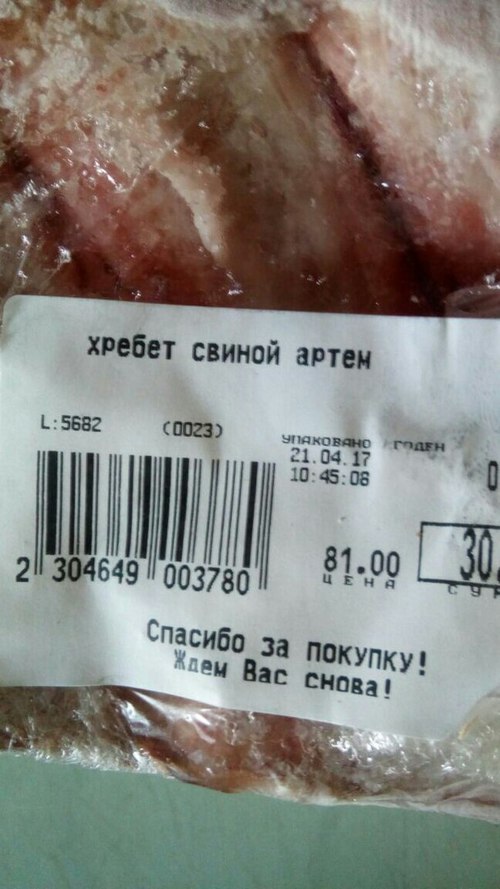 хребет свиной артем
L:5682 (0023)
УПАКОВАНО ГОДЕН
21.04.17
10:45:08
81.00 30
ЦЕНА
2 304649 003780
Спасибо за покупку!
Ждем Вас снова!